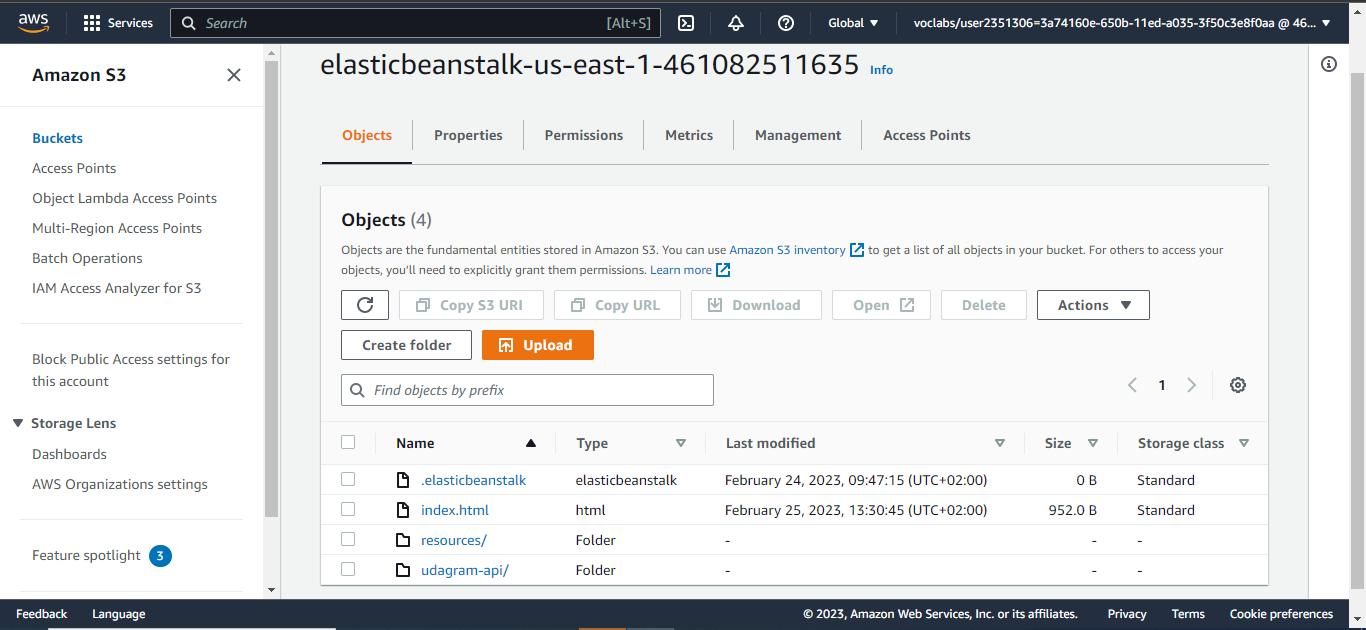 aws
Services
Search
[Alt+S]
Global
voclabs/user2351306=3a74160e-650b-11ed-a035-3f50c3e8f0aa @ 46...
Amazon S3
Buckets
Access Points
Object Lambda Access Points
Multi-Region Access Points
Batch Operations
IAM Access Analyzer for S3
Block Public Access settings for
this account
Storage Lens
Dashboards
AWS Organizations settings
Feature spotlight 3
elasticbeanstalk-us-east-1-461082511635 Info
Objects Properties Permissions Metrics Management Access Points
Objects (4)
Objects are the fundamental entities stored in Amazon S3. You can use Amazon S3 inventory to get a list of all objects in your bucket. For others to access your
objects, you'll need to explicitly grant them permissions. Learn more
Copy S3 URI Copy URL Download Open Delete Actions
Create folder Upload
Find objects by prefix
1
Name Type Last modified Size Storage class
.elasticbeanstalk elasticbeanstalk February 24, 2023, 09:47:15 (UTC+02:00) 0 B Standard
index.html html February 25, 2023, 13:30:45 (UTC+02:00) 952.0 B Standard
resources/ Folder - - -
udagram-api/ Folder - - -
Feedback Language © 2023, Amazon Web Services, Inc. or its affiliates. Privacy Terms Cookie preferences